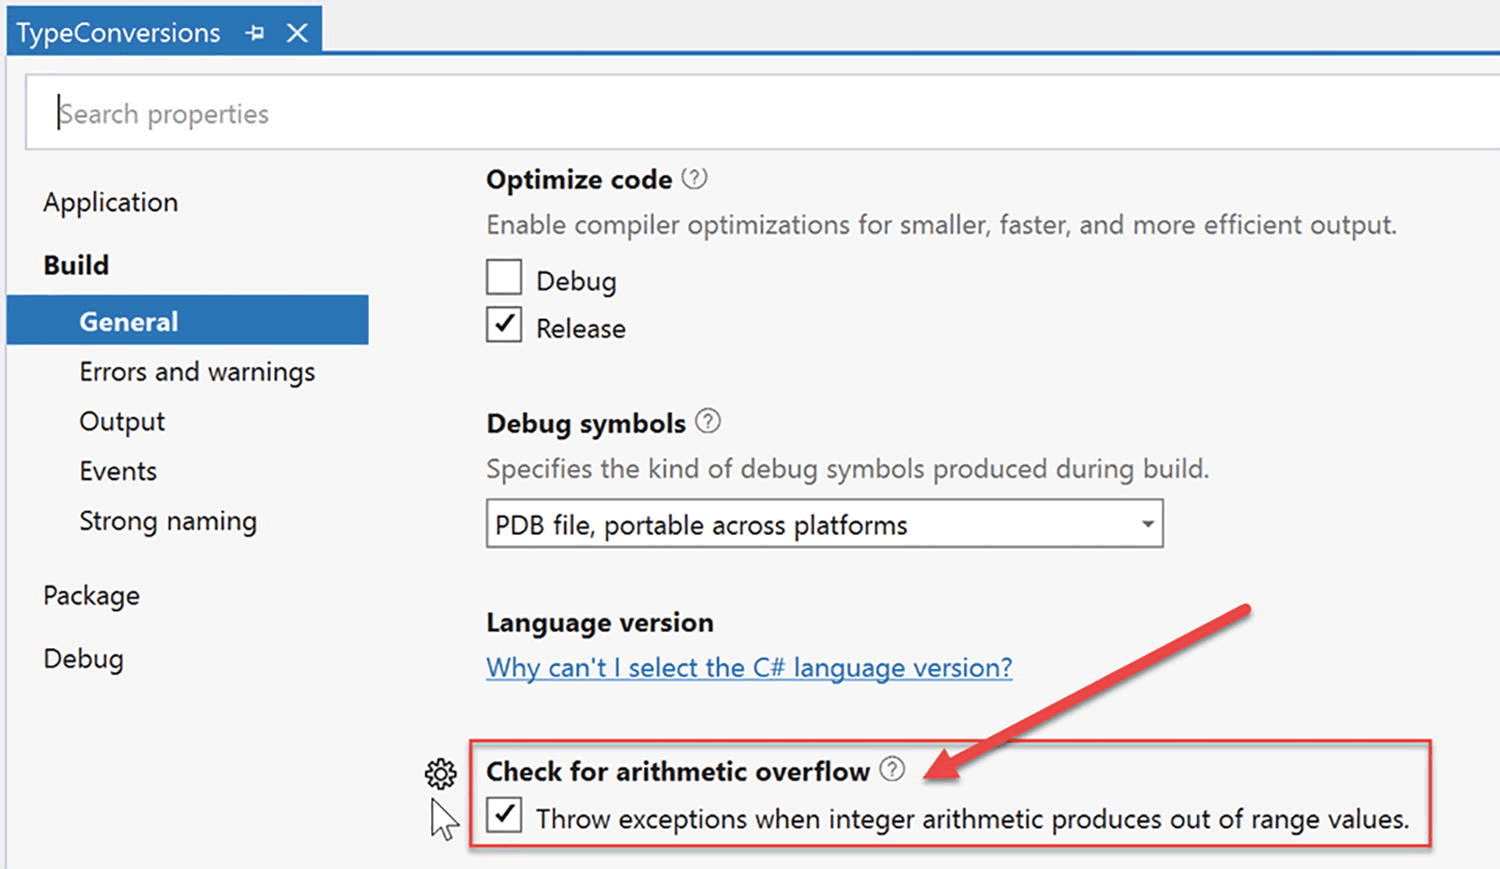 TypeConversions
Search properties
Application
Build
General
Errors and warnings
Output
Events
Strong naming
Package
Debug
Optimize code
Enable compiler optimizations for smaller, faster, and more efficient output.
Debug
Release
Debug symbols
Specifies the kind of debug symbols produced during build.
PDB file, portable across platforms
Language version
Why can't I select the C# language version?
Check for arithmetic overflow
Throw exceptions when integer arithmetic produces out of range values.